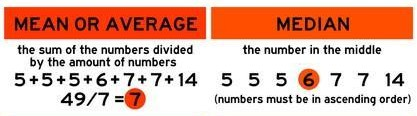 MEAN OR AVERAGE
the sum of the numbers divided
by the amount of numbers
5+5+5+6+7+7+14
49/7=7
MEDIAN
the number in the middle
5 5 5 6 7 7 14
(numbers must be in ascending order)